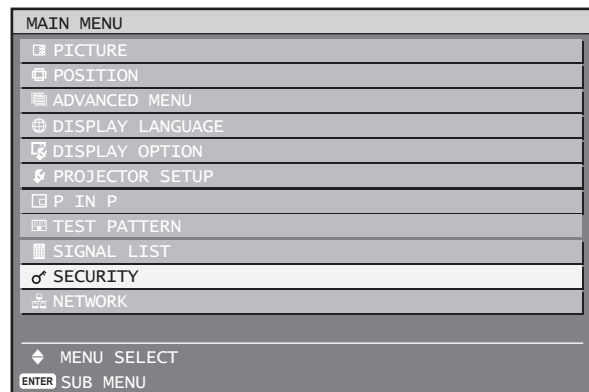 MAIN MENU
PICTURE
POSITION
ADVANCED MENU
DISPLAY LANGUAGE
DISPLAY OPTION
PROJECTOR SETUP
P IN P
TEST PATTERN
SIGNAL LIST
SECURITY
NETWORK
MENU SELECT
ENTER SUB MENU